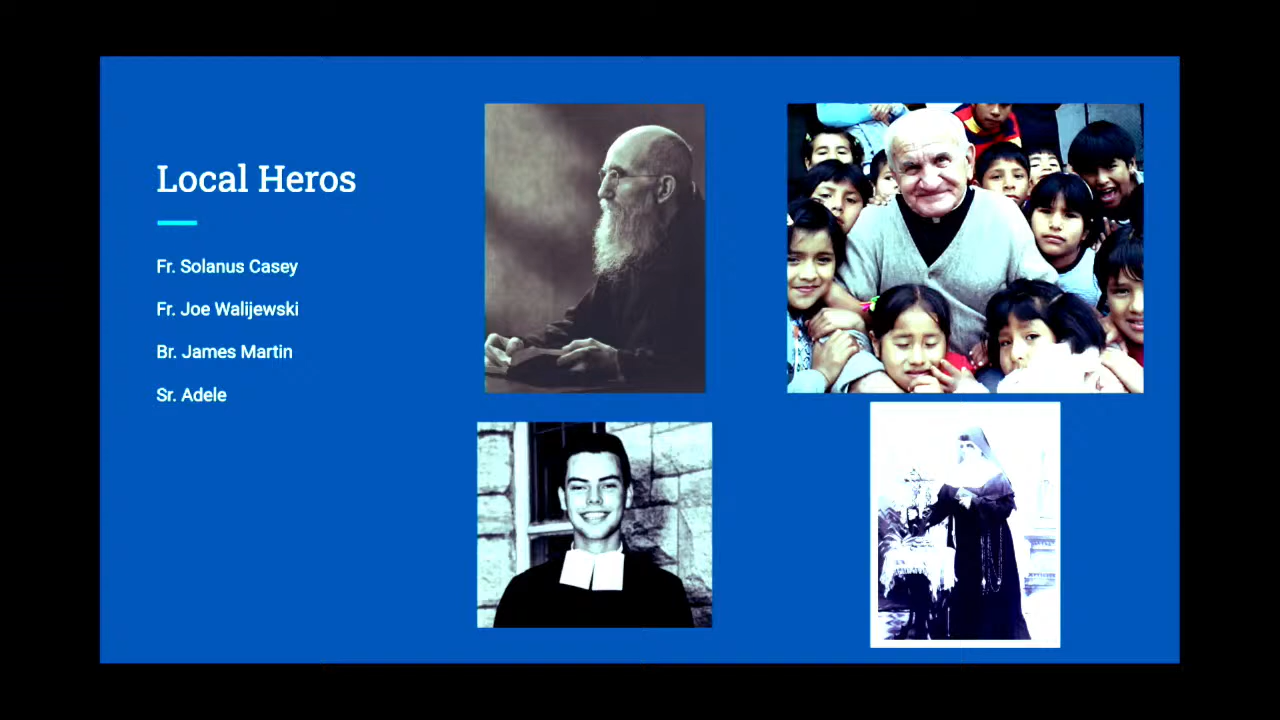 Local Heros
Fr. Solanus Casey
Fr. Joe Walijewski
Br. James Martin
Sr. Adele